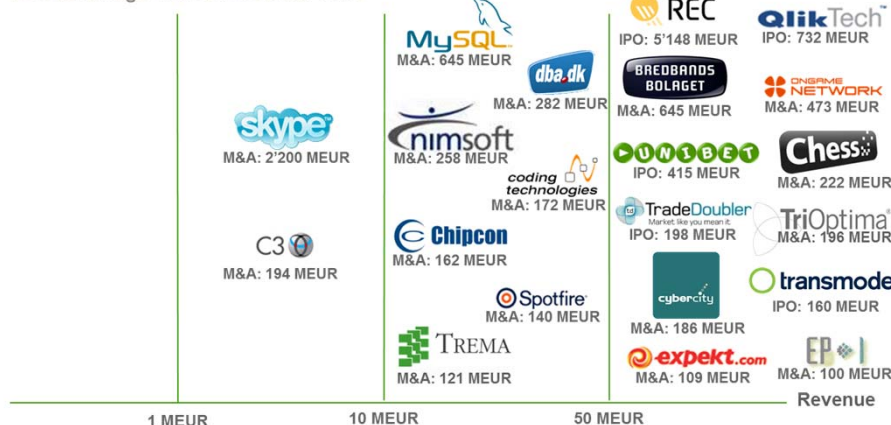 MySQL
M&A: 645 MEUR
REC
IPO: 5'148 MEUR
QlikTech
IPO: 732 MEUR
dba.dk
M&A: 282 MEUR
BREDBANDS
BOLAGET
M&A: 645 MEUR
ONGAME
NETWORK
M&A: 473 MEUR
skype
M&A: 2'200 MEUR
nimsoft
M&A: 258 MEUR
UNIBET
IPO: 415 MEUR
Chess
M&A: 222 MEUR
coding
technologies
M&A: 172 MEUR
td TradeDoubler
Market like you mean it.
IPO: 198 MEUR
TriOptima
M&A: 196 MEUR
C3
M&A: 194 MEUR
Chipcon
M&A: 162 MEUR
cybercity
M&A: 186 MEUR
transmode
IPO: 160 MEUR
Spotfire
M&A: 140 MEUR
TREMA
M&A: 121 MEUR
expekt.com
M&A: 109 MEUR
M&A: 100 MEUR
Revenue
1 MEUR
10 MEUR
50 MEUR